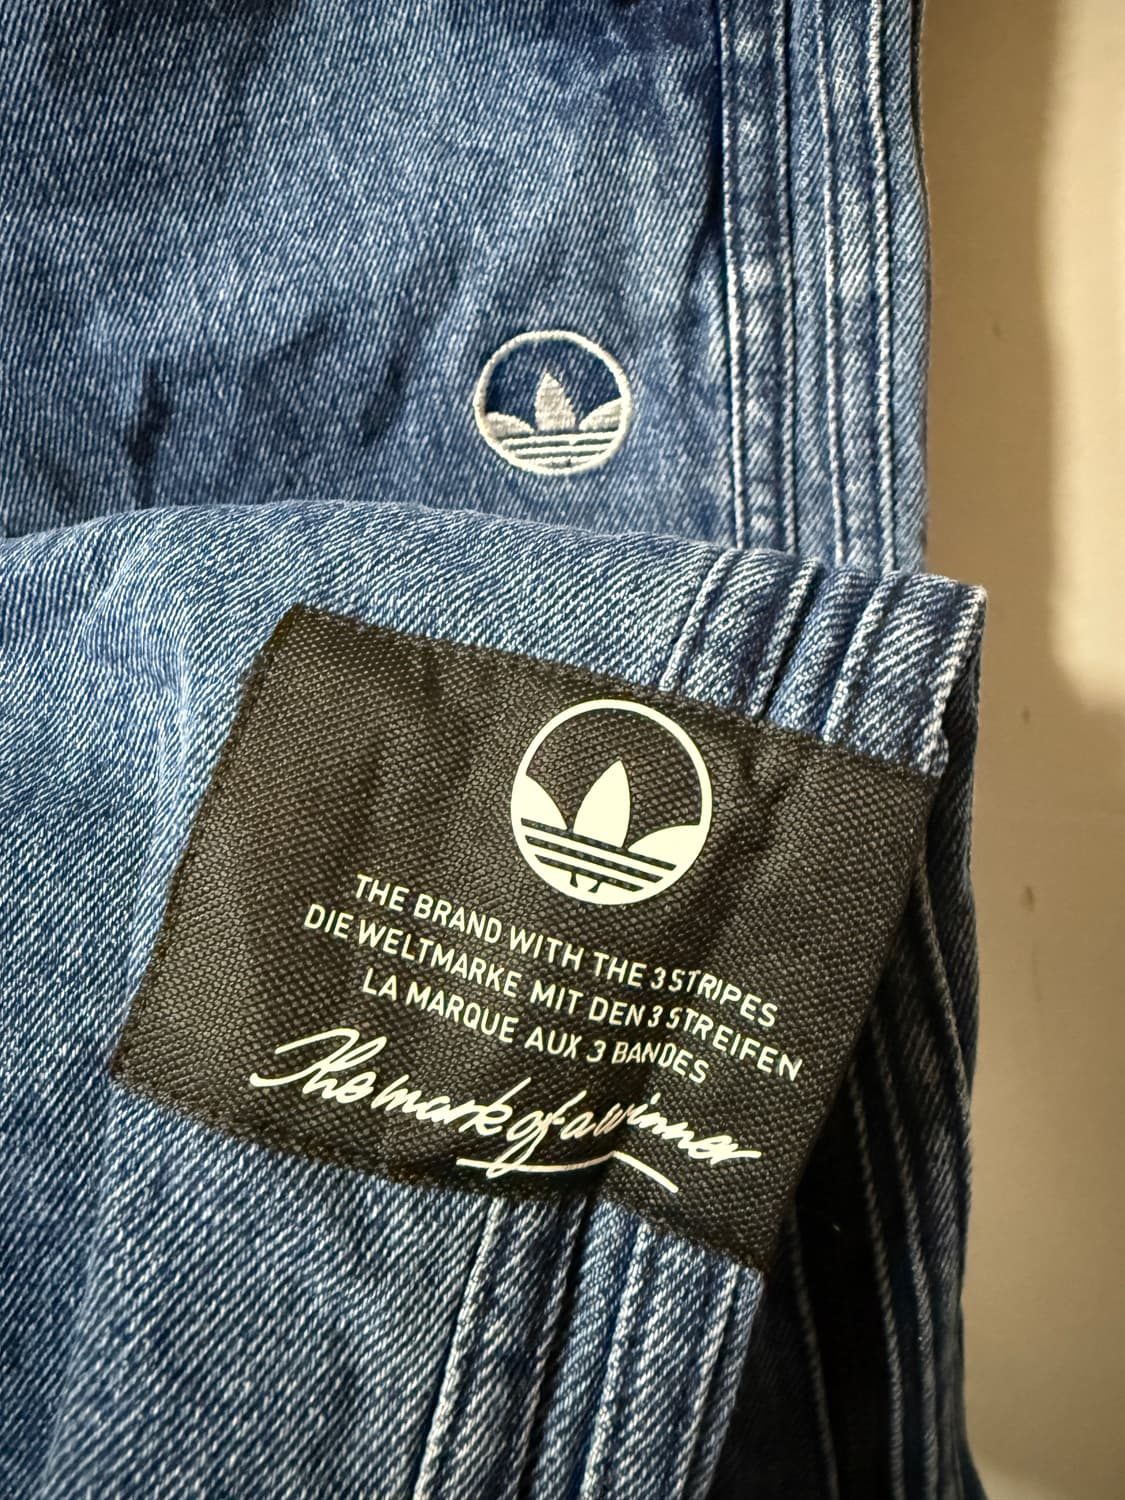 THE BRAND WITH THE 3 STRIPES
DIE WELTMARKE MIT DEN 3 STREIFEN
LA MARQUE AUX 3 BANDES
The mark of a winner